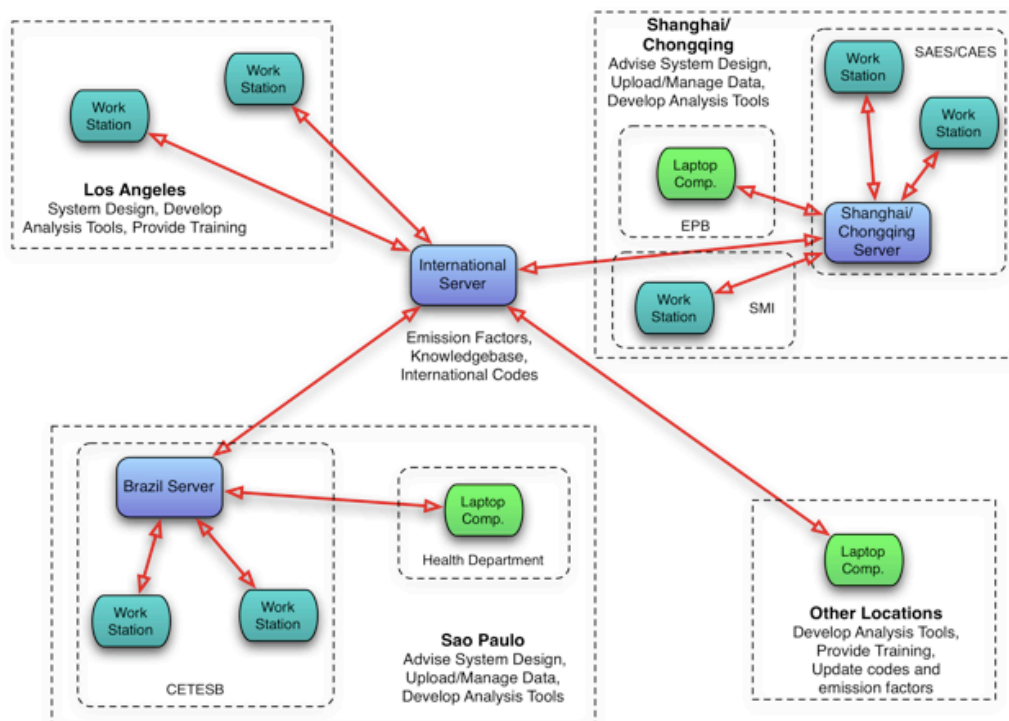 Work
Station
Work
Station
Los Angeles
System Design, Develop
Analysis Tools, Provide Training
Shanghai/
Chongqing
Advise System Design,
Upload/Manage Data,
Develop Analysis Tools
Work
Station
SAES/CAES
Work
Station
Laptop
Comp.
EPB
Shanghai/
Chongqing
Server
Work
Station
SMI
International
Server
Emission Factors,
Knowledgebase,
International Codes
Brazil Server
Laptop
Comp.
Health Department
Work
Station
Work
Station
CETESB
Sao Paulo
Advise System Design,
Upload/Manage Data,
Develop Analysis Tools
Laptop
Comp.
Other Locations
Develop Analysis Tools,
Provide Training,
Update codes and
emission factors